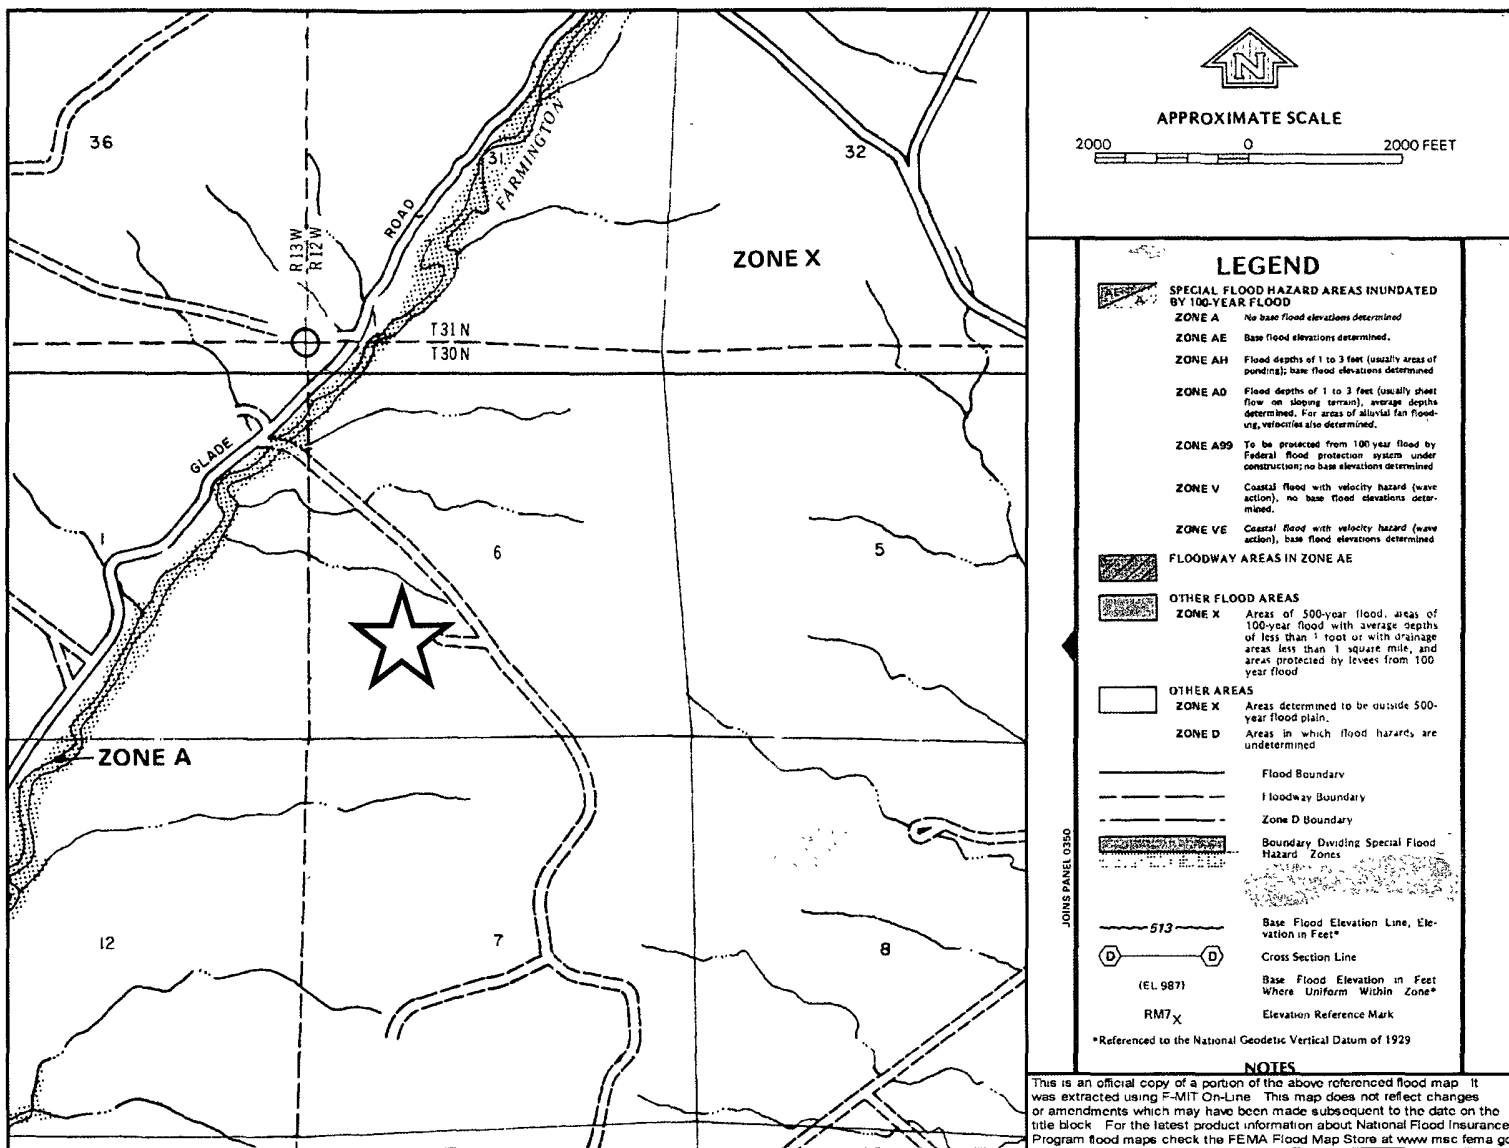 36
31
FARMINGTON
32
ROAD
R13W
R12W
ZONE X
T31N
T30N
GLADE
1
6
5
ZONE A
12
7
8
N
APPROXIMATE SCALE
2000 0 2000 FEET
LEGEND
SPECIAL FLOOD HAZARD AREAS INUNDATED
BY 100-YEAR FLOOD
ZONE A No base flood elevations determined
ZONE AE Base flood elevations determined.
ZONE AH Flood depths of 1 to 3 feet (usually areas of
ponding); base flood elevations determined
ZONE AO Flood depths of 1 to 3 feet (usually sheet
flow on sloping terrain), average depths
determined. For areas of alluvial fan flood-
ing, velocities also determined.
ZONE A99 To be protected from 100 year flood by
Federal flood protection system under
construction; no base elevations determined
ZONE V Coastal flood with velocity hazard (wave
action), no base flood elevations deter-
mined.
ZONE VE Coastal flood with velocity hazard (wave
action), base flood elevations determined
FLOODWAY AREAS IN ZONE AE
OTHER FLOOD AREAS
ZONE X Areas of 500-year flood, areas of
100-year flood with average depths
of less than 1 foot or with drainage
areas less than 1 square mile, and
areas protected by levees from 100
year flood
OTHER AREAS
ZONE X Areas determined to be outside 500-
year flood plain.
ZONE D Areas in which flood hazards are
undetermined
Flood Boundary
Floodway Boundary
Zone D Boundary
Boundary Dividing Special Flood
Hazard Zones
513 Base Flood Elevation Line, Ele-
vation in Feet*
D D Cross Section Line
(EL 987) Base Flood Elevation in Feet
Where Uniform Within Zone*
RM7X Elevation Reference Mark
*Referenced to the National Geodetic Vertical Datum of 1929
NOTES
JOINS PANEL 0350
This is an official copy of a portion of the above referenced flood map It
was extracted using F-MIT On-Line This map does not reflect changes
or amendments which may have been made subsequent to the date on the
title block For the latest product information about National Flood Insurance
Program flood maps check the FEMA Flood Map Store at www msc fema go